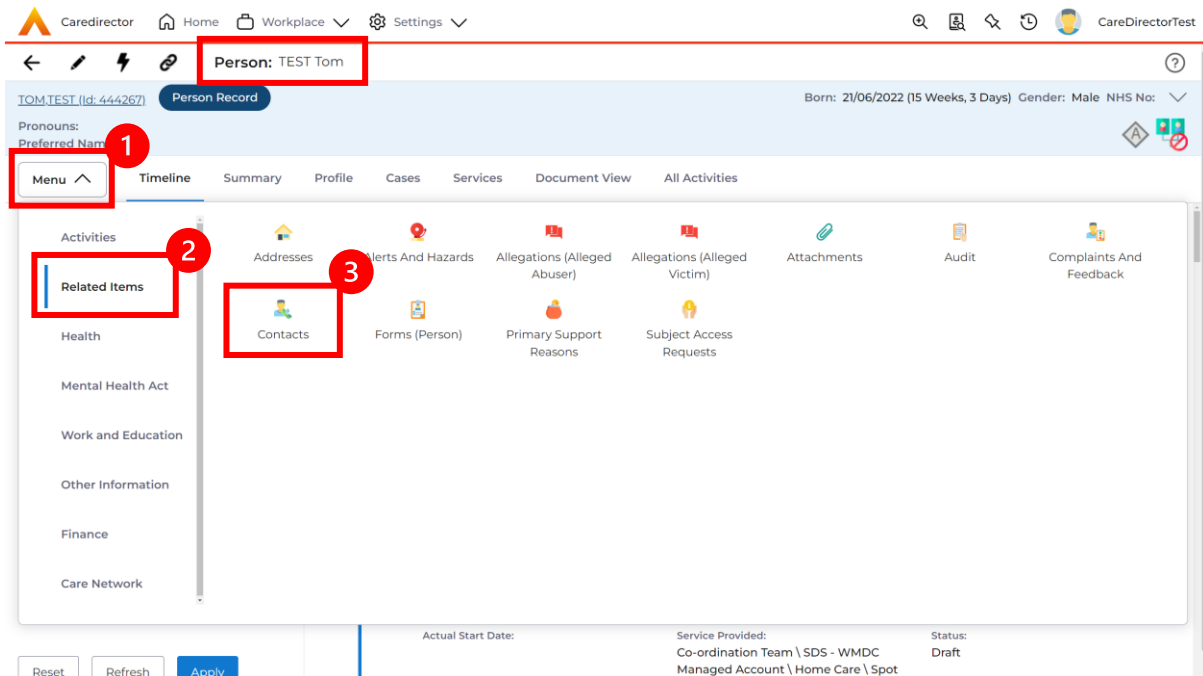 Caredirector Home Workplace Settings CareDirectorTest
Person: TEST Tom
TOM,TEST (Id: 444267) Person Record Born: 21/06/2022 (15 Weeks, 3 Days) Gender: Male NHS No:
Pronouns:
A
Preferred Nam
1
Menu Timeline Summary Profile Cases Services Document View All Activities
Activities
2
Related Items
Health
Mental Health Act
Work and Education
Other Information
Finance
Care Network
Addresses
Alerts And Hazards
Allegations (Alleged
Abuser)
Allegations (Alleged
Victim)
Attachments
Audit
Complaints And
Feedback
3
Contacts
Forms (Person)
Primary Support
Reasons
Subject Access
Requests
Actual Start Date:
Service Provided:
Co-ordination Team \ SDS - WMDC
Managed Account \ Home Care \ Spot
Status:
Draft
Reset Refresh Apply